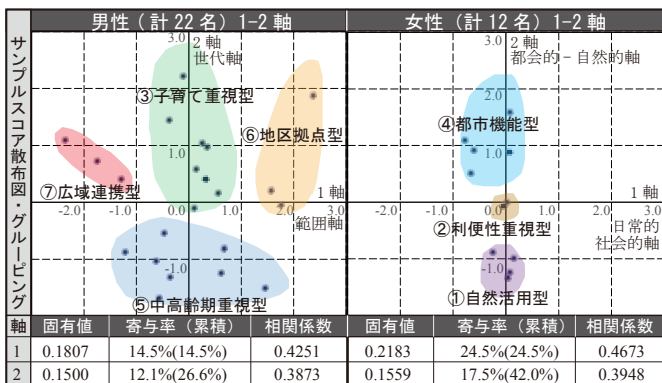 男性(計22名)1-2軸
女性(計12名)1-2軸
サンプルスコア散布図・グルーピング
3.0
2軸
世代軸
③子育て重視型
2.0
⑥地区拠点型
1.0
⑦広域連携型
1軸
-2.0
-1.0
0.0
1.0
2.0
3.0
範囲軸
-1.0
⑤中高齢期重視型
3.0
2軸
都会的-自然的軸
2.0
④都市機能型
1.0
1軸
-2.0
-1.0
0.0
1.0
2.0
3.0
②利便性重視型
日常的
社会的軸
-1.0
①自然活用型
軸 固有値 寄与率(累積) 相関係数 固有値 寄与率(累積) 相関係数
1 0.1807 14.5%(14.5%) 0.4251 0.2183 24.5%(24.5%) 0.4673
2 0.1500 12.1%(26.6%) 0.3873 0.1559 17.5%(42.0%) 0.3948